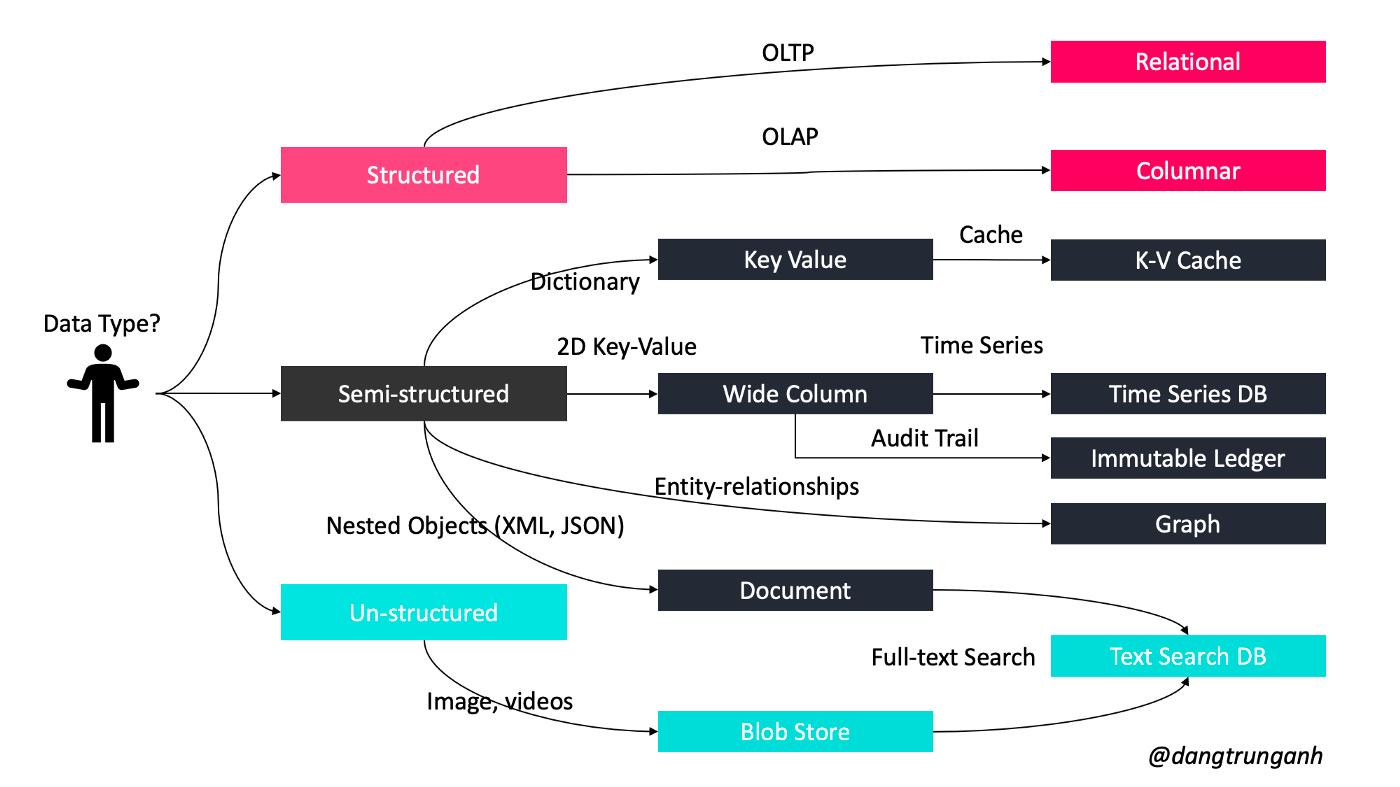 OLTP
Relational
OLAP
Structured
Columnar
Cache
Key Value
K-V Cache
Dictionary
Data Type?
2D Key-Value
Time Series
Semi-structured
Wide Column
Time Series DB
Audit Trail
Immutable Ledger
Entity-relationships
Graph
Nested Objects (XML, JSON)
Document
Un-structured
Full-text Search
Text Search DB
Image, videos
Blob Store
@dangtrunganh